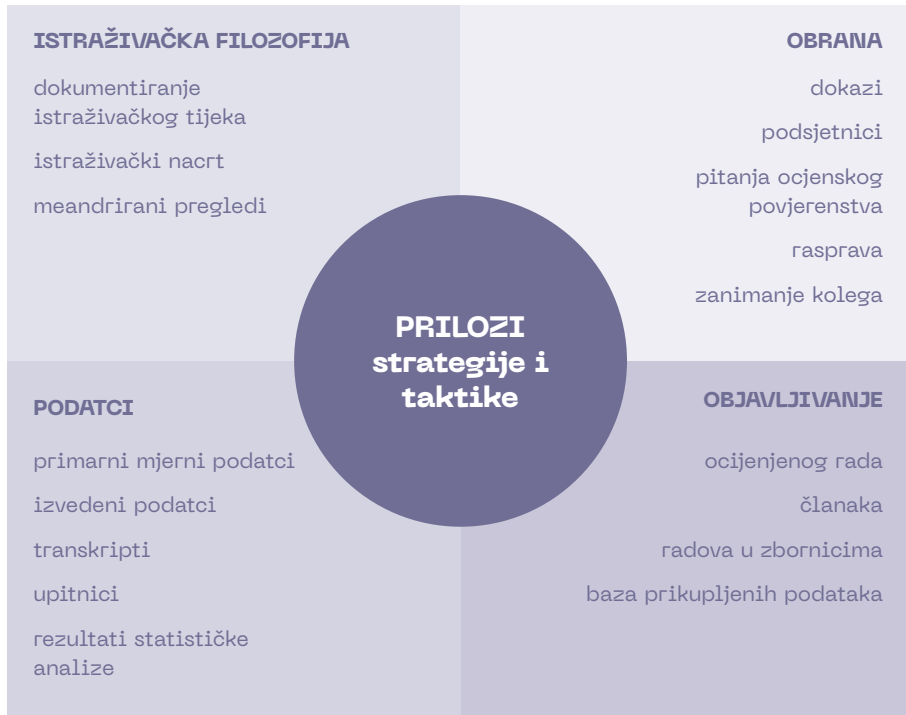 ISTRAŽIVAČKA FILOZOFIJA
dokumentiranje
istraživačkog tijeka
istraživački nacrt
meandrirani pregledi
OBRANA
dokazi
podsjetnici
pitanja ocjenskog
povjerenstva
rasprava
zanimanje kolega
PRILOZI
strategije i
taktike
PODATCI
primarni mjerni podatci
izvedeni podatci
transkripti
upitnici
rezultati statističke
analize
OBJAVLJIVANJE
ocijenjenog rada
članaka
radova u zbornicima
baza prikupljenih podataka